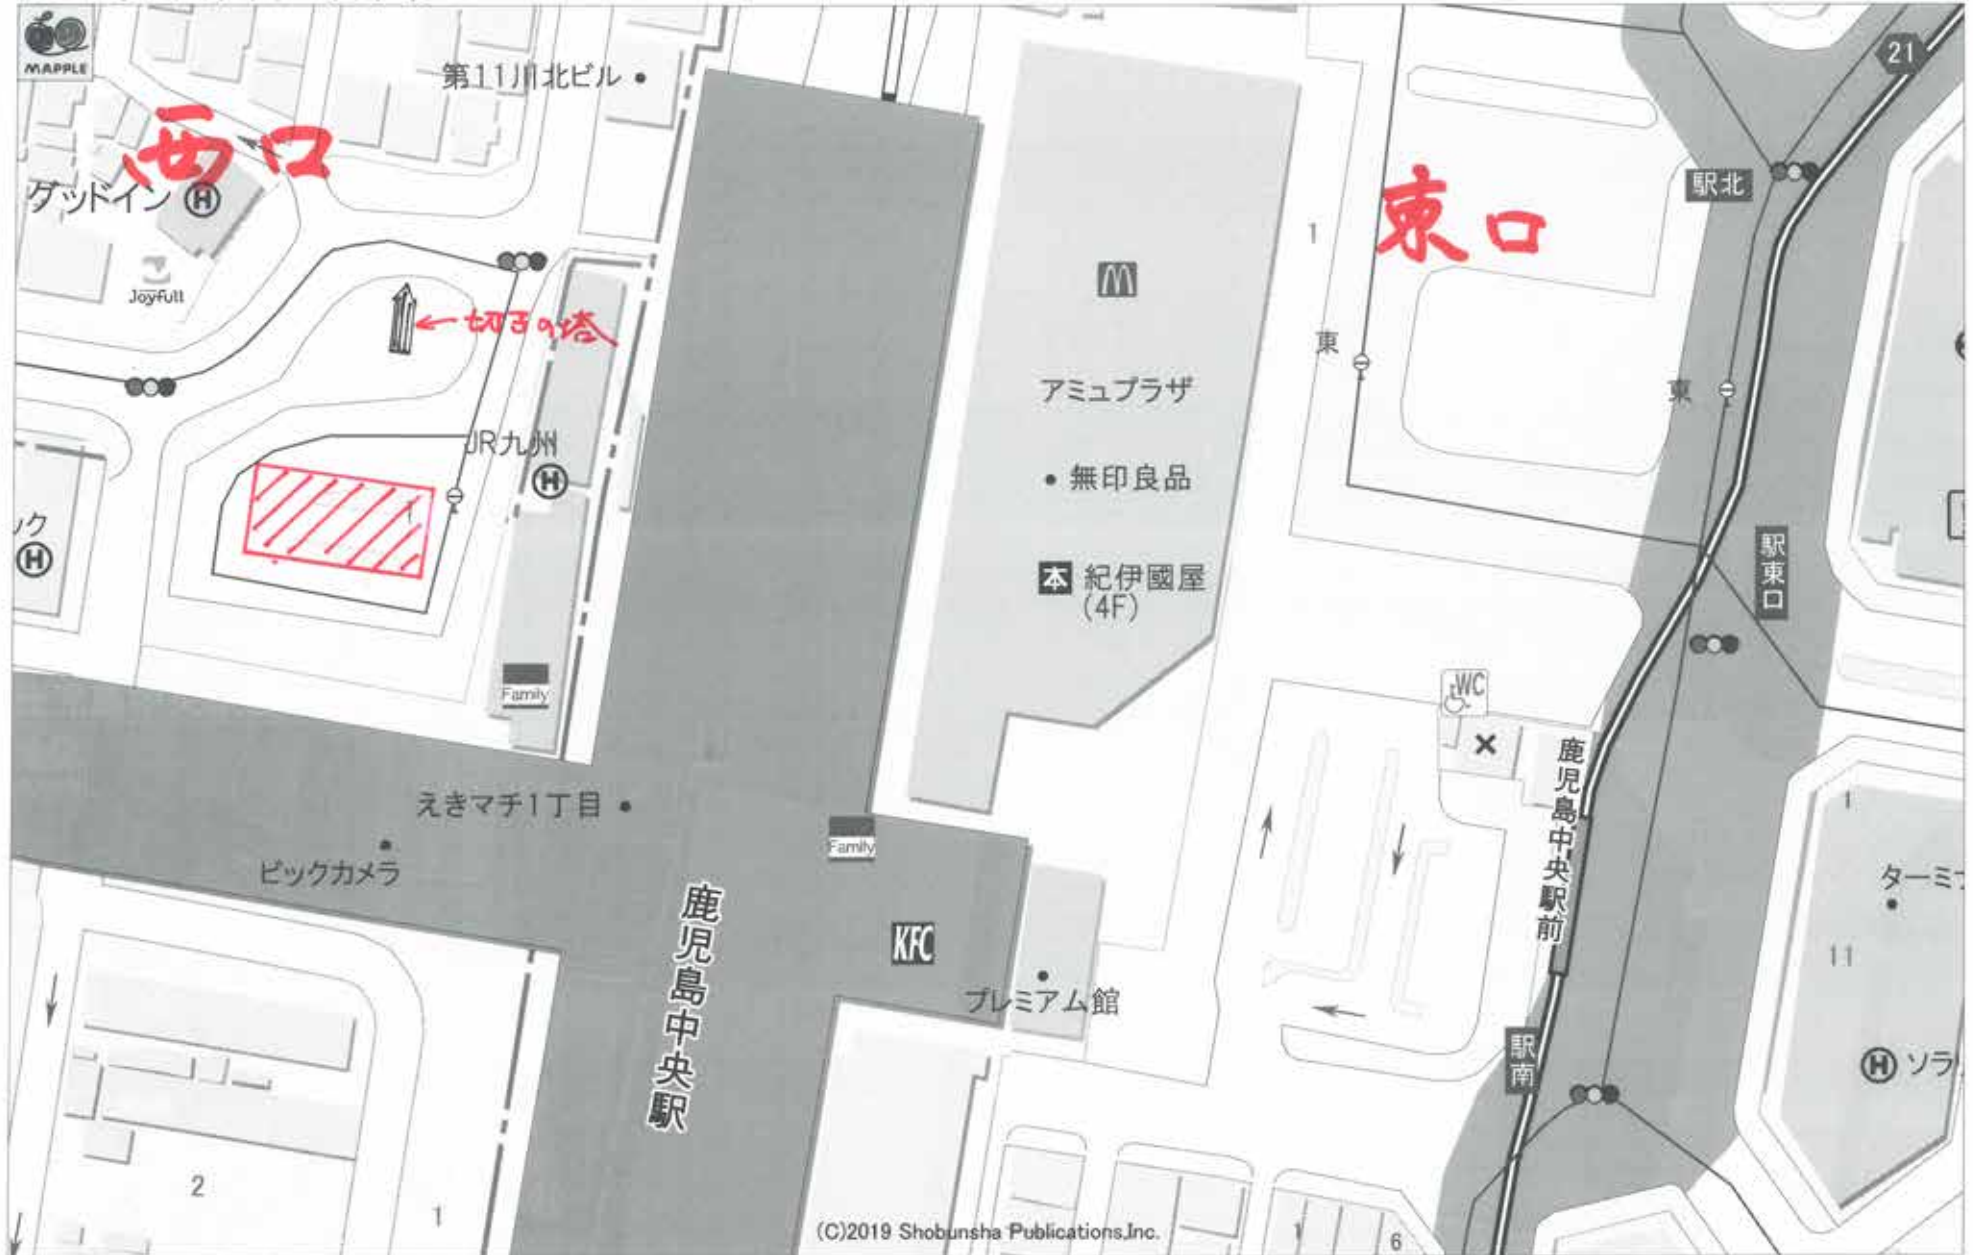 MAPPLE
第11川北ビル
21
西口
グッドイン
H
Joyfull
切子の塔
駅北
1
東口
東
東
アミュプラザ
JR九州
H
無印良品
1
本 紀伊國屋
(4F)
駅東口
ック
H
Family
WC
鹿児島中央駅前
えきマチ1丁目
ビックカメラ
Family
鹿児島中央駅
KFC
プレミアム館
1
ターミナ
11
駅南
H ソラ
2
1
1
6
(C)2019 Shobunsha Publications,Inc.